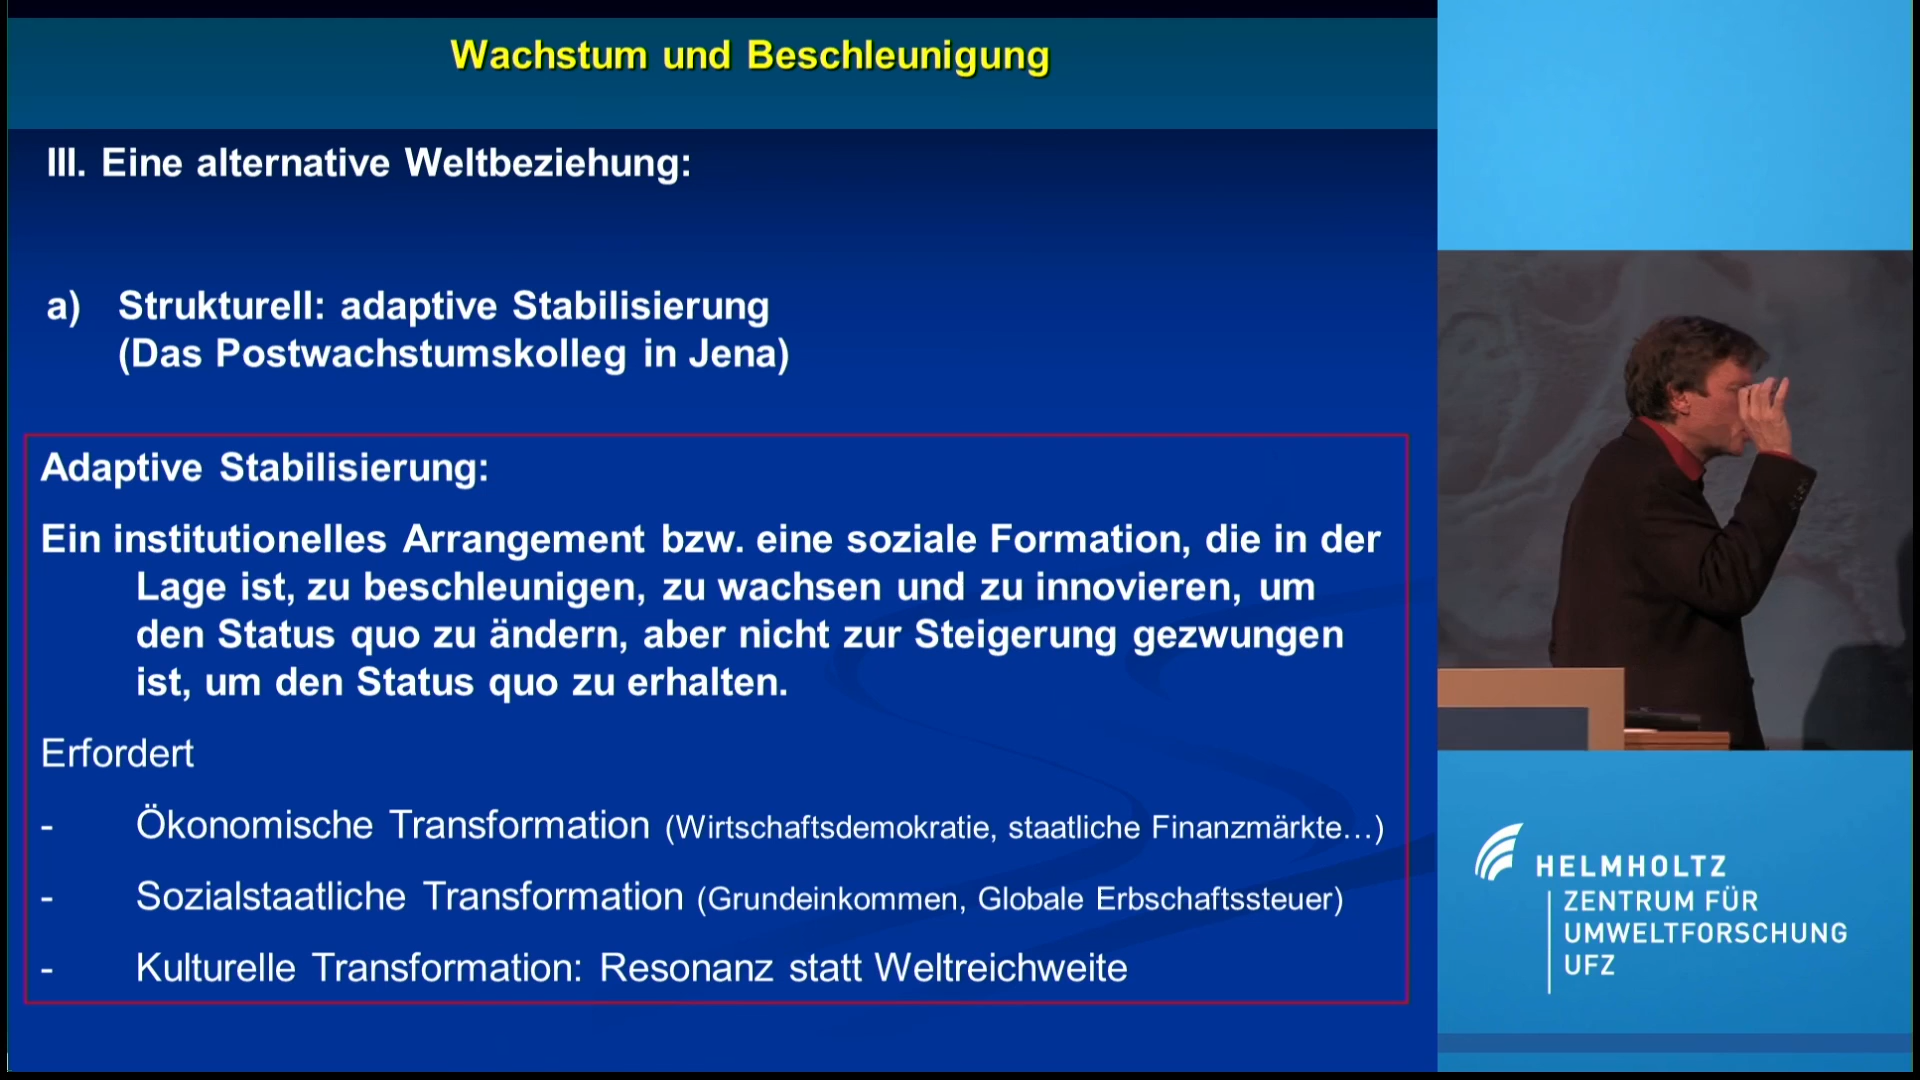 Wachstum und Beschleunigung
III. Eine alternative Weltbeziehung:
a) Strukturell: adaptive Stabilisierung
(Das Postwachstumskolleg in Jena)
Adaptive Stabilisierung:
Ein institutionelles Arrangement bzw. eine soziale Formation, die in der
Lage ist, zu beschleunigen, zu wachsen und zu innovieren, um
den Status quo zu ändern, aber nicht zur Steigerung gezwungen
ist, um den Status quo zu erhalten.
Erfordert
- Ökonomische Transformation (Wirtschaftsdemokratie, staatliche Finanzmärkte…)
- Sozialstaatliche Transformation (Grundeinkommen, Globale Erbschaftssteuer)
- Kulturelle Transformation: Resonanz statt Weltreichweite
HELMHOLTZ
ZENTRUM FÜR
UMWELTFORSCHUNG
UFZ